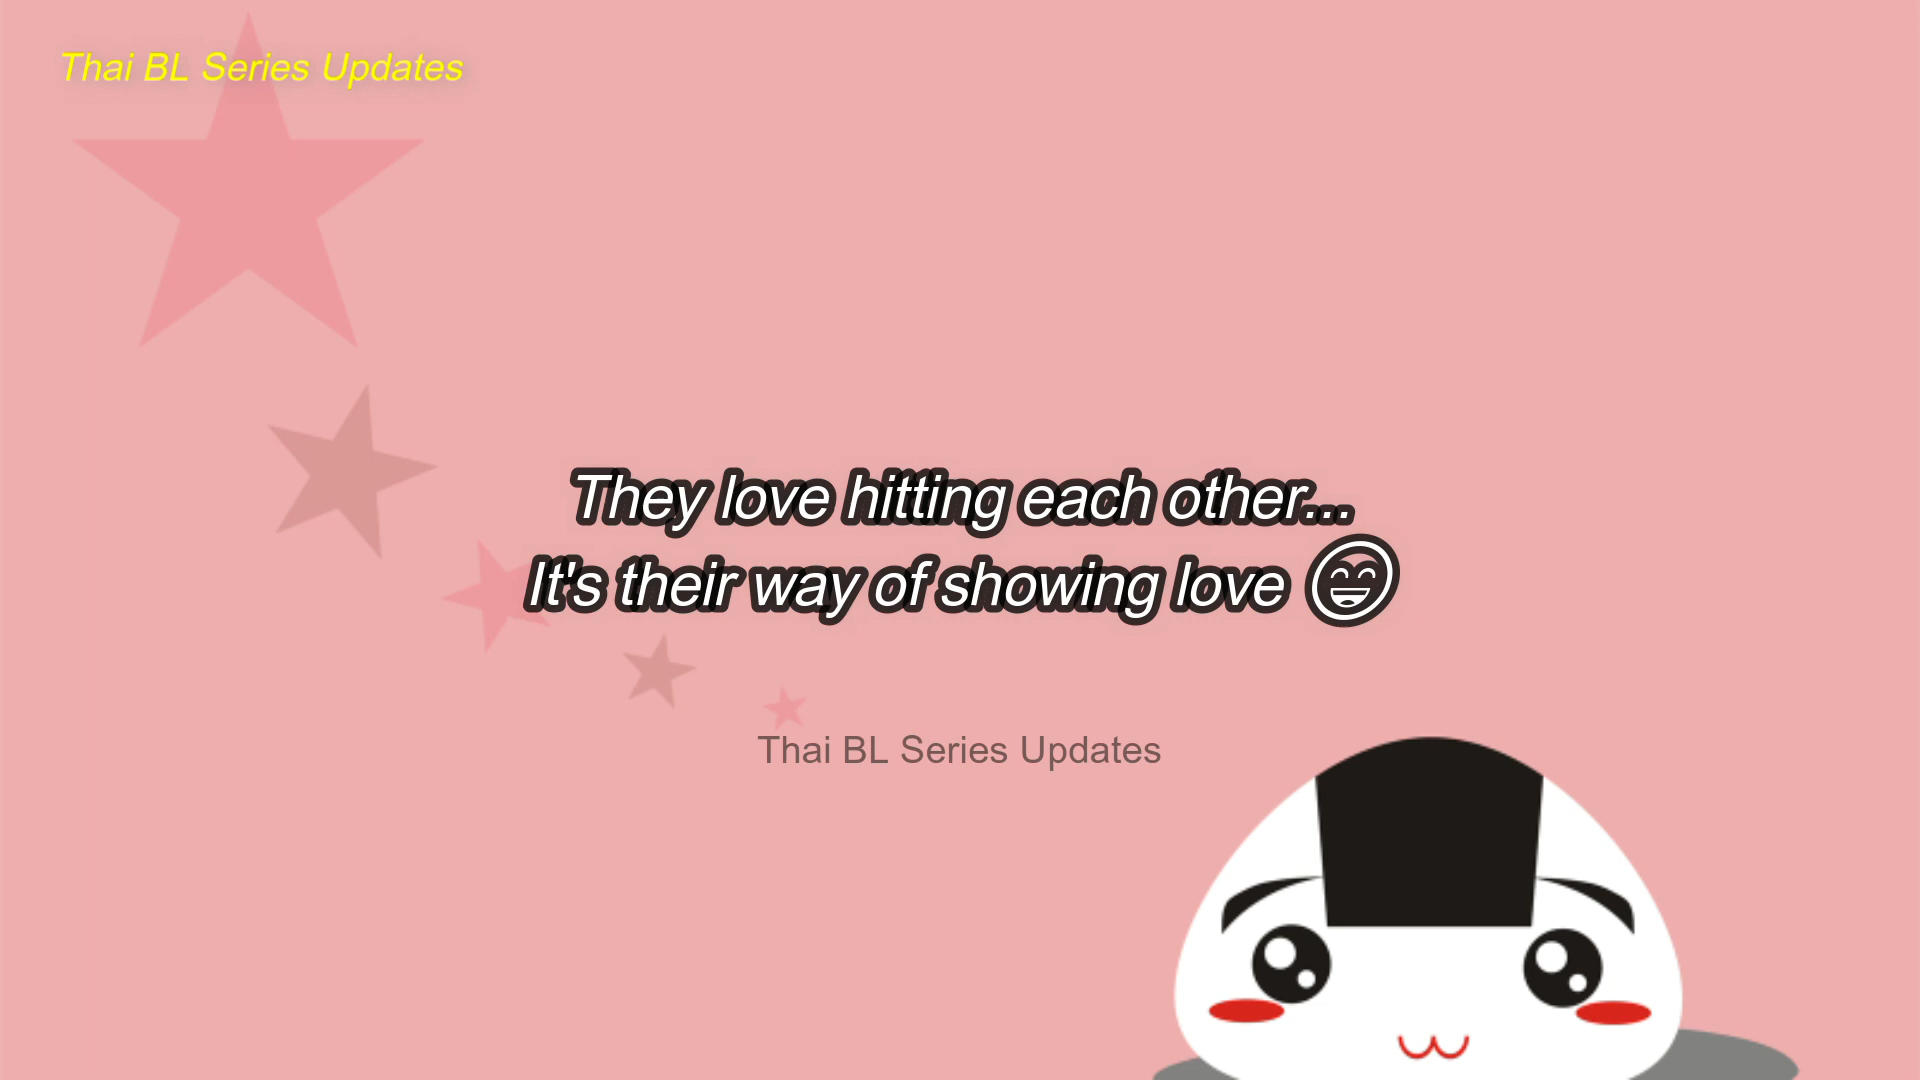 Thai BL Series Updates
They love hitting each other...
It's their way of showing love 😄
Thai BL Series Updates